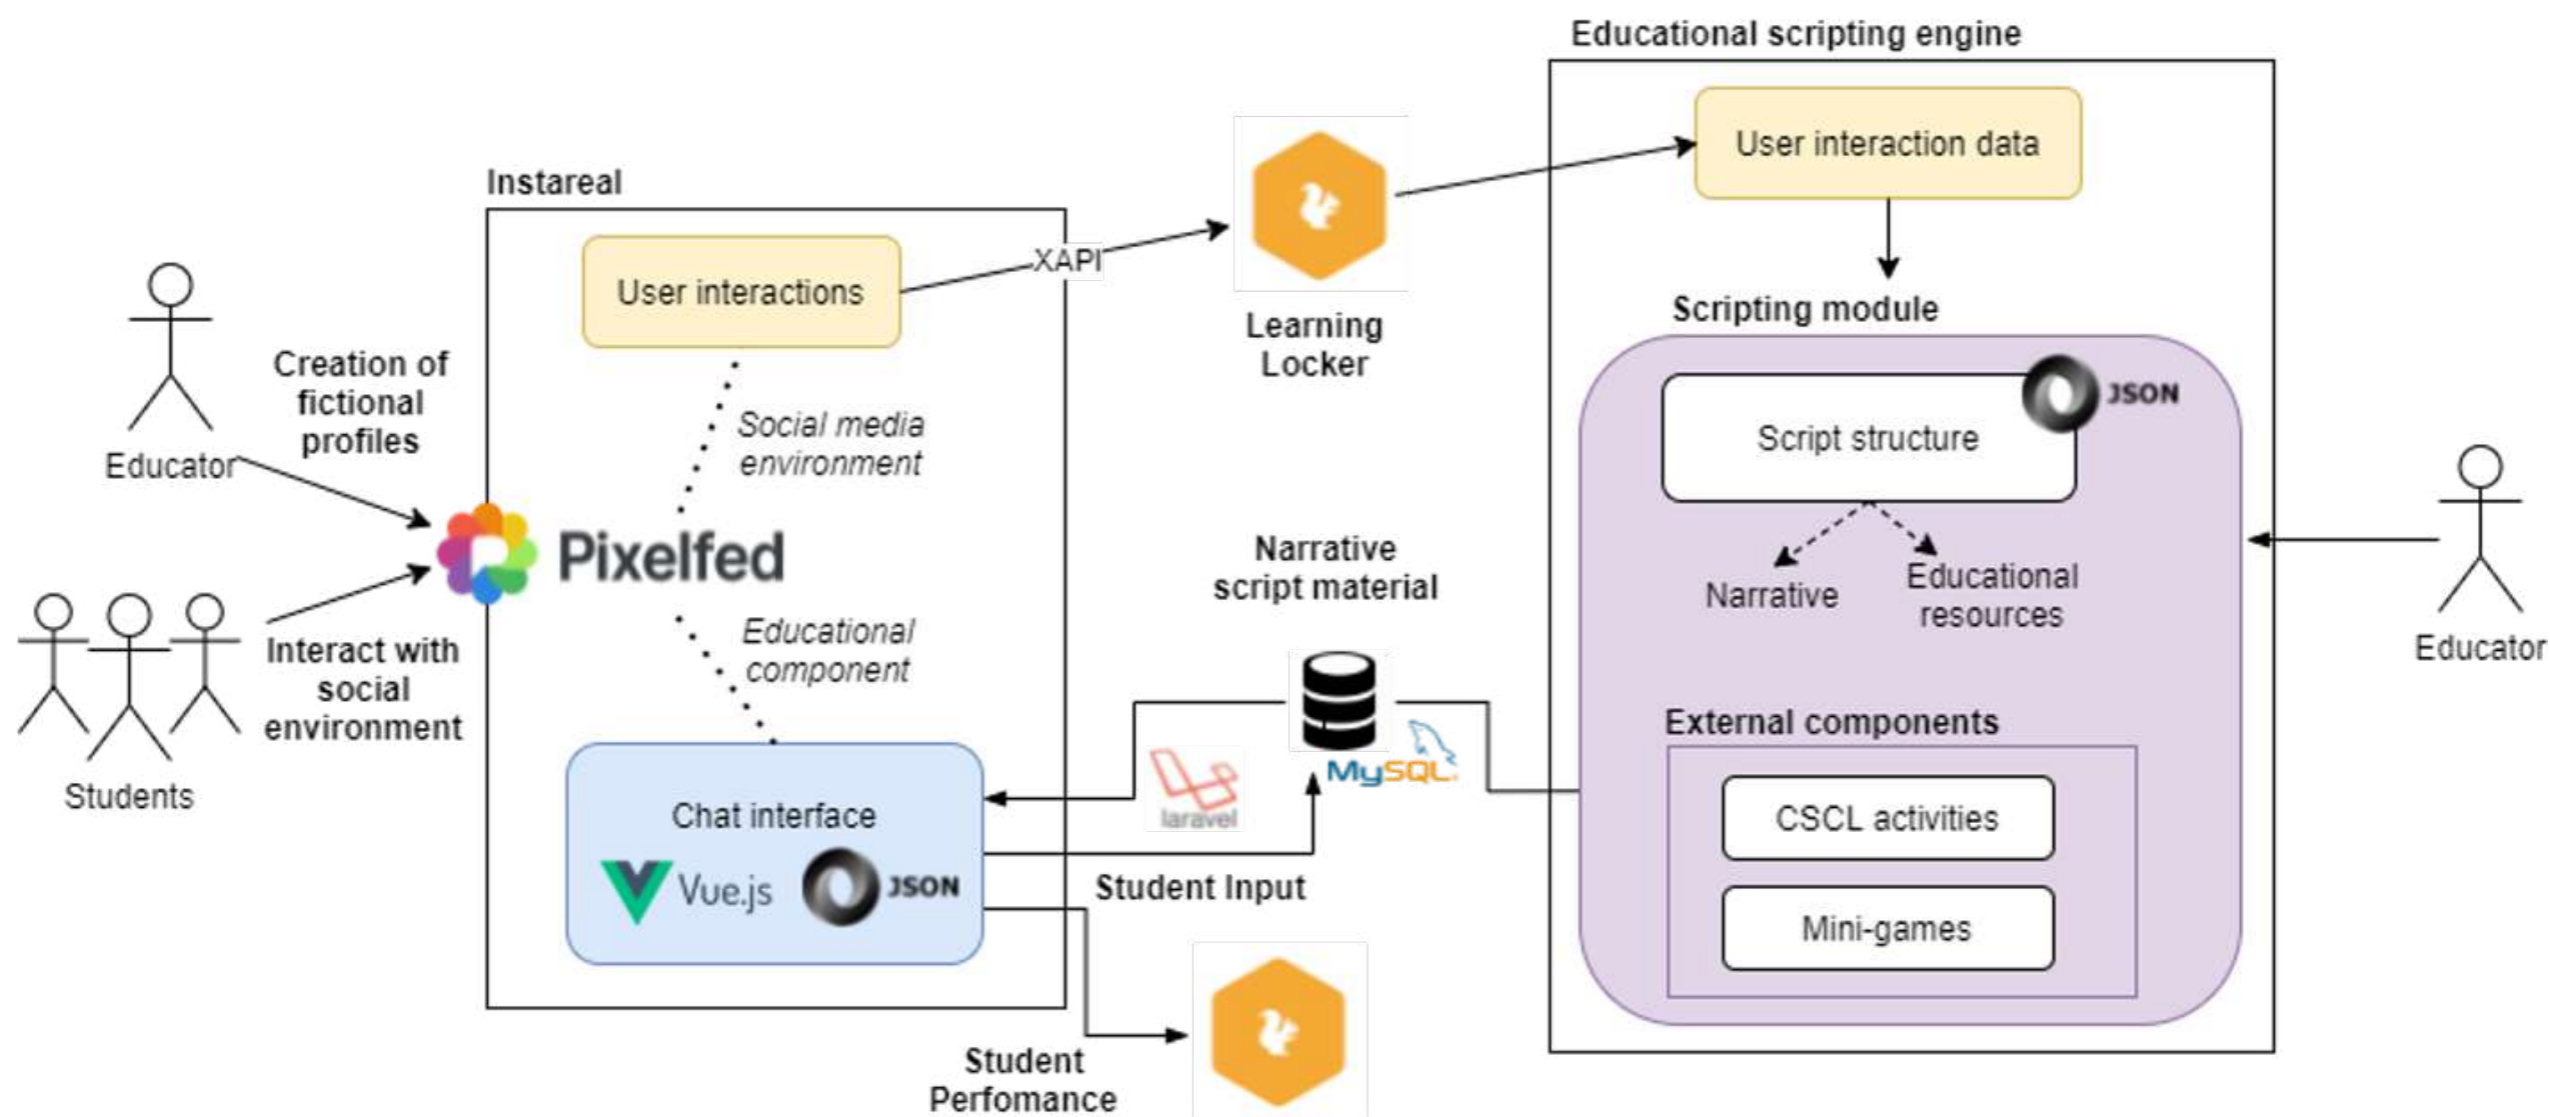 Educational scripting engine
User interaction data
Instareal
User interactions
XAPI
Learning
Locker
Scripting module
Script structure
JSON
Creation of
fictional
profiles
Educator
Social media
environment
Pixelfed
Narrative
script material
Narrative
Educational
resources
Educator
Students
Interact with
social
environment
Educational
component
MySQL
laravel
External components
CSCL activities
Mini-games
Chat interface
Vue.js
JSON
Student Input
Student
Perfomance